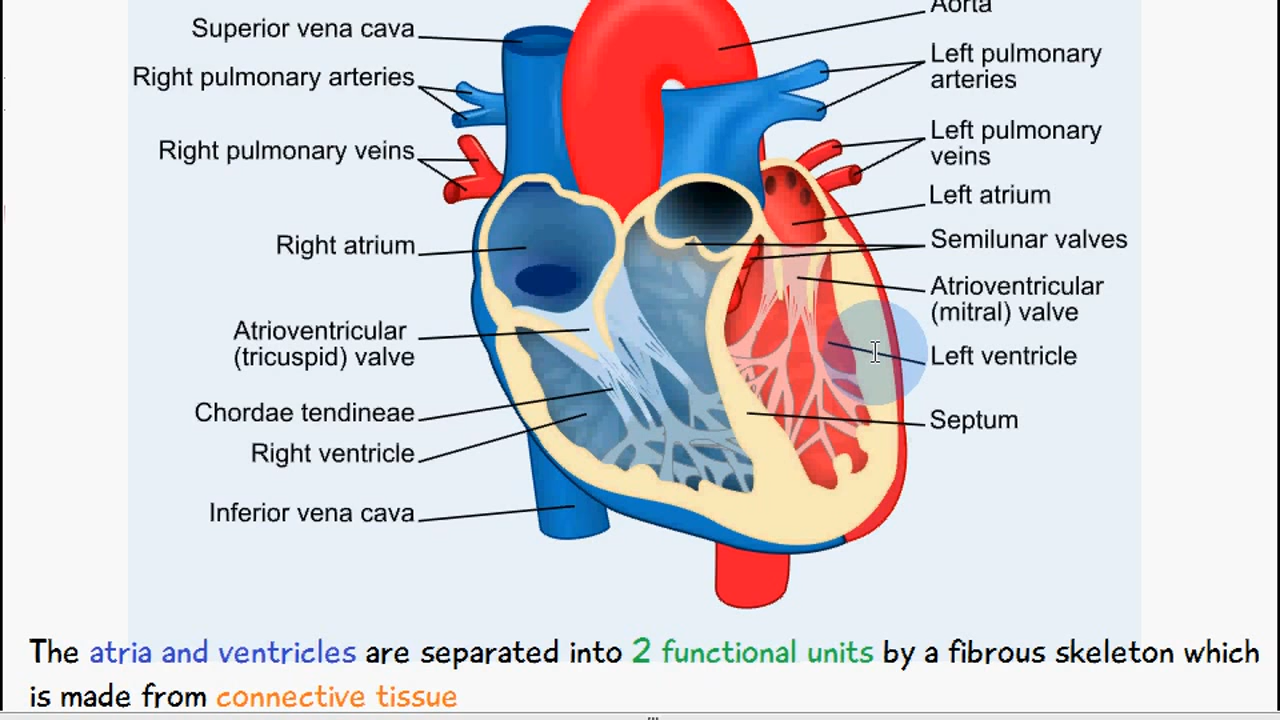 Superior vena cava
Right pulmonary arteries
Right pulmonary veins
Right atrium
Atrioventricular
(tricuspid) valve
Chordae tendineae
Right ventricle
Inferior vena cava
Aorta
Left pulmonary
arteries
Left pulmonary
veins
Left atrium
Semilunar valves
Atrioventricular
(mitral) valve
Left ventricle
Septum
The atria and ventricles are separated into 2 functional units by a fibrous skeleton which
is made from connective tissue